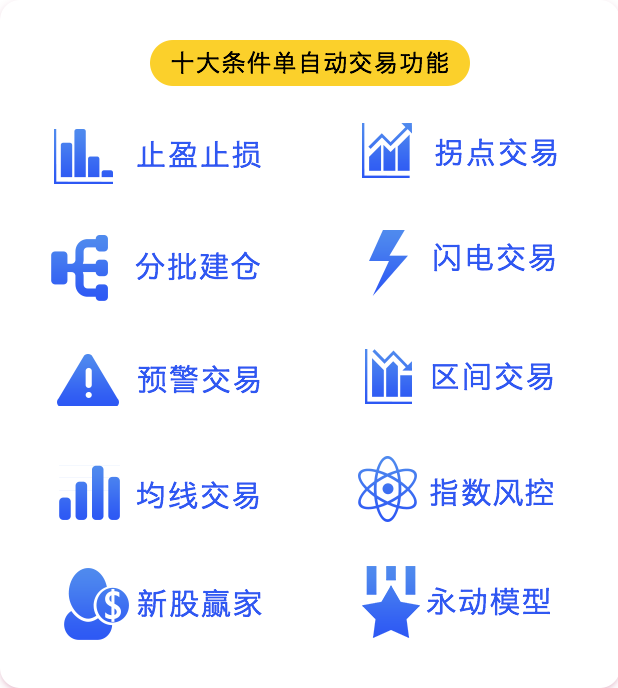 十大条件单自动交易功能
止盈止损
拐点交易
分批建仓
闪电交易
预警交易
区间交易
均线交易
指数风控
$ 新股赢家
永动模型